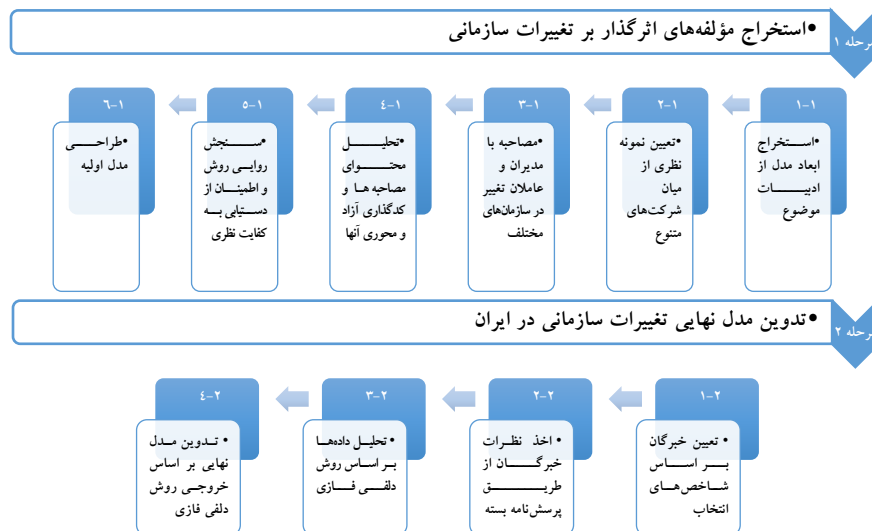 مرحله ۱
•استخراج مؤلفه‌های اثرگذار بر تغییرات سازمانی
۱-۱
•استخراج
ابعاد مدل از
ادبیات
موضوع
۲-۱
•تعیین نمونه
نظری از
میان
شرکت‌های
متنوع
۳-۱
•مصاحبه با
مدیران و
عاملان تغییر
در سازمان‌های
مختلف
۴-۱
•تحلیل
محتوای
مصاحبه ها و
کدگذاری آزاد
و محوری آنها
۵-۱
•سنجش
روایی روش
و اطمینان از
دستیابی به
کفایت نظری
۶-۱
•طراحی
مدل اولیه
مرحله ۲
•تدوین مدل نهایی تغییرات سازمانی در ایران
۱-۲
• تعیین خبرگان
بر اساس
شاخص‌های
انتخاب
۲-۲
• اخذ نظرات
خبرگان از
طریق
پرسش‌نامه بسته
۳-۲
• تحلیل داده‌ها
بر اساس روش
دلفی فازی
۴-۲
• تدوین مدل
نهایی بر اساس
خروجی روش
دلفی فازی